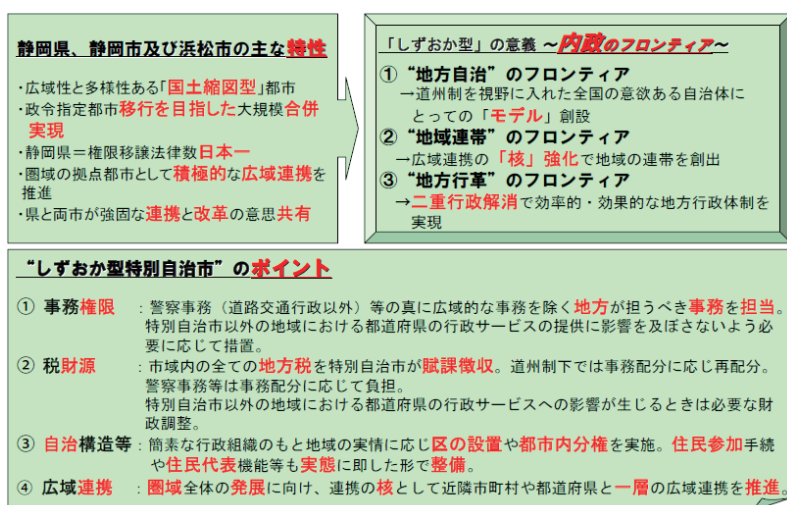 静岡県、静岡市及び浜松市の主な特性
・広域性と多様性ある「国土縮図型」都市
・政令指定都市移行を目指した大規模合併
実現
・静岡県＝権限移譲法律数日本一
・圏域の拠点都市として積極的な広域連携を
推進
・県と両市が強固な連携と改革の意思共有
「しずおか型」の意義 ～内政のフロンティア～
① “地方自治”のフロンティア
→道州制を視野に入れた全国の意欲ある自治体に
とっての「モデル」創設
② “地域連帯”のフロンティア
→広域連携の「核」強化で地域の連帯を創出
③ “地方行革”のフロンティア
→二重行政解消で効率的・効果的な地方行政体制を
実現
“しずおか型特別自治市”のポイント
① 事務権限 ：警察事務（道路交通行政以外）等の真に広域的な事務を除く地方が担うべき事務を担当。
特別自治市以外の地域における都道府県の行政サービスの提供に影響を及ぼさないよう必
要に応じて措置。
② 税財源 ：市域内の全ての地方税を特別自治市が賦課徴収。道州制下では事務配分に応じ再配分。
警察事務等は事務配分に応じて負担。
特別自治市以外の地域における都道府県の行政サービスへの影響が生じるときは必要な財
政調整。
③ 自治構造等：簡素な行政組織のもと地域の実情に応じ区の設置や都市内分権を実施。住民参加手続
や住民代表機能等も実態に即した形で整備。
④ 広域連携 ：圏域全体の発展に向け、連携の核として近隣市町村や都道府県と一層の広域連携を推進。